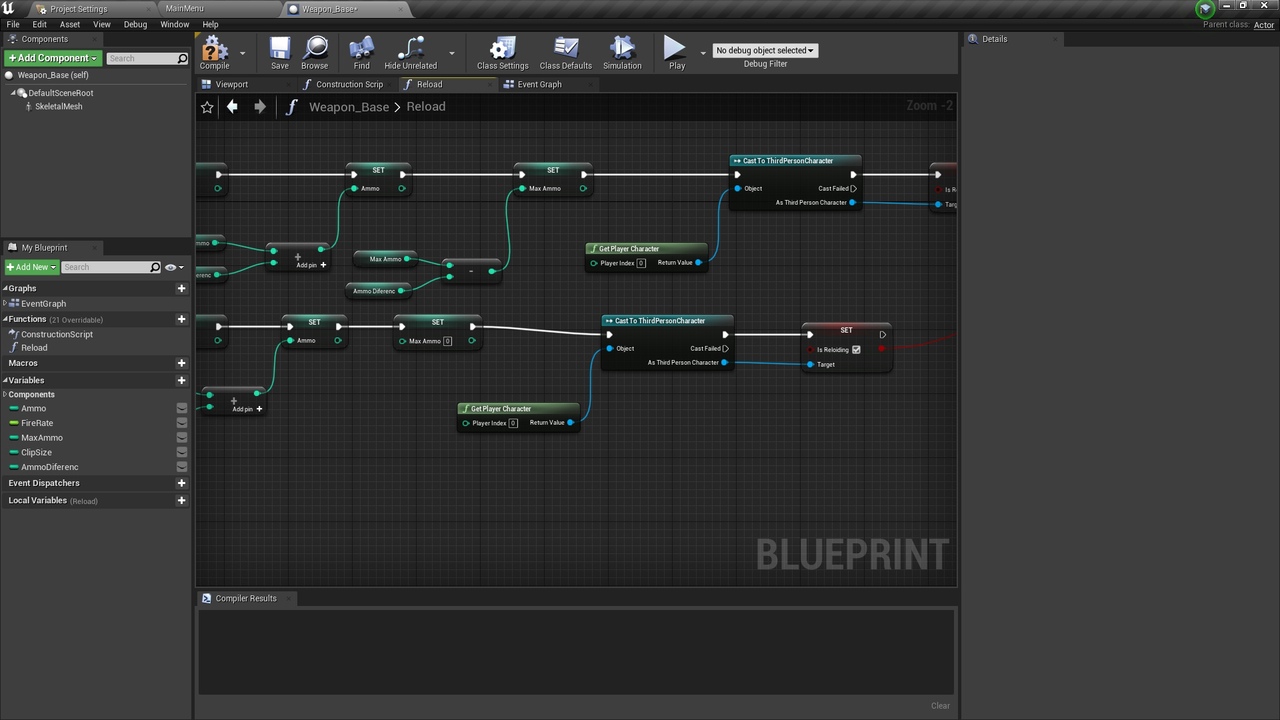 Project Settings
MainMenu
Weapon_Base*
File Edit Asset View Debug Window Help
Parent class: Actor
Components
+ Add Component
Search
Weapon_Base (self)
DefaultSceneRoot
SkeletalMesh
Compile
Save
Browse
Find
Hide Unrelated
Class Settings
Class Defaults
Simulation
Play
No debug object selected
Debug Filter
Details
Viewport
Construction Scrip
Reload
Event Graph
Weapon_Base > Reload
Zoom -2
SET
Ammo
SET
Max Ammo
Cast To ThirdPersonCharacter
Object
Cast Failed
As Third Person Character
Is R
Targ
Get Player Character
Player Index 0
Return Value
mmo
erenc
+
Add pin +
Max Ammo
Ammo Diferenc
-
SET
Ammo
SET
Max Ammo 0
Cast To ThirdPersonCharacter
Object
Cast Failed
As Third Person Character
SET
Is Reloiding
Target
+
Add pin +
Get Player Character
Player Index 0
Return Value
BLUEPRINT
My Blueprint
+ Add New
Search
Graphs
EventGraph
Functions (21 Overridable)
ConstructionScript
Reload
Macros
Variables
Components
Ammo
FireRate
MaxAmmo
ClipSize
AmmoDiferenc
Event Dispatchers
Local Variables (Reload)
Compiler Results
Clear